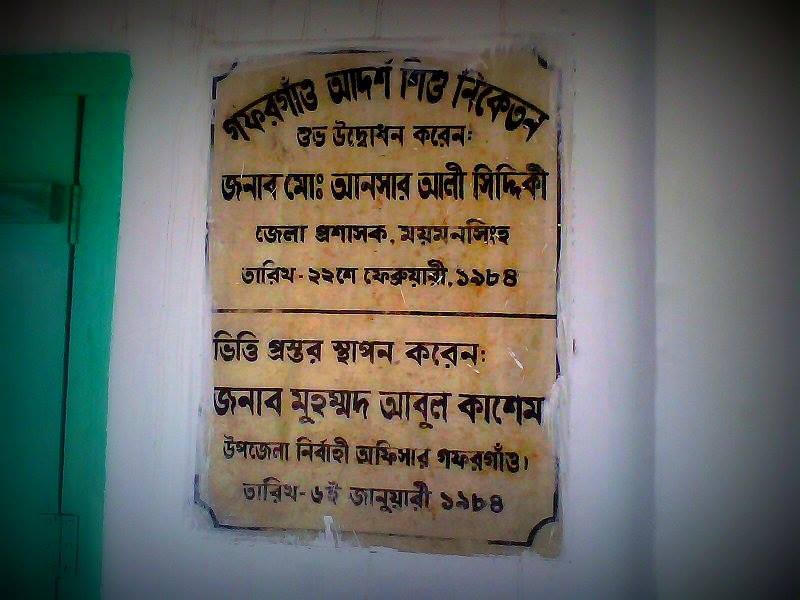 গফরগাঁও আদর্শ শিশু নিকেতন
শুভ উদ্বোধন করেন:
জনাব মোঃ আনসার আলী সিদ্দিকী
জেলা প্রশাসক, ময়মনসিংহ
তারিখ - ২২শে ফেব্রুয়ারী, ১৯৮৪
ভিত্তি প্রস্তর স্থাপন করেন:
জনাব মুহম্মদ আবুল কাশেম
উপজেলা নির্বাহী অফিসার গফরগাঁও।
তারিখ - ৬ই জানুয়ারী ১৯৮৪